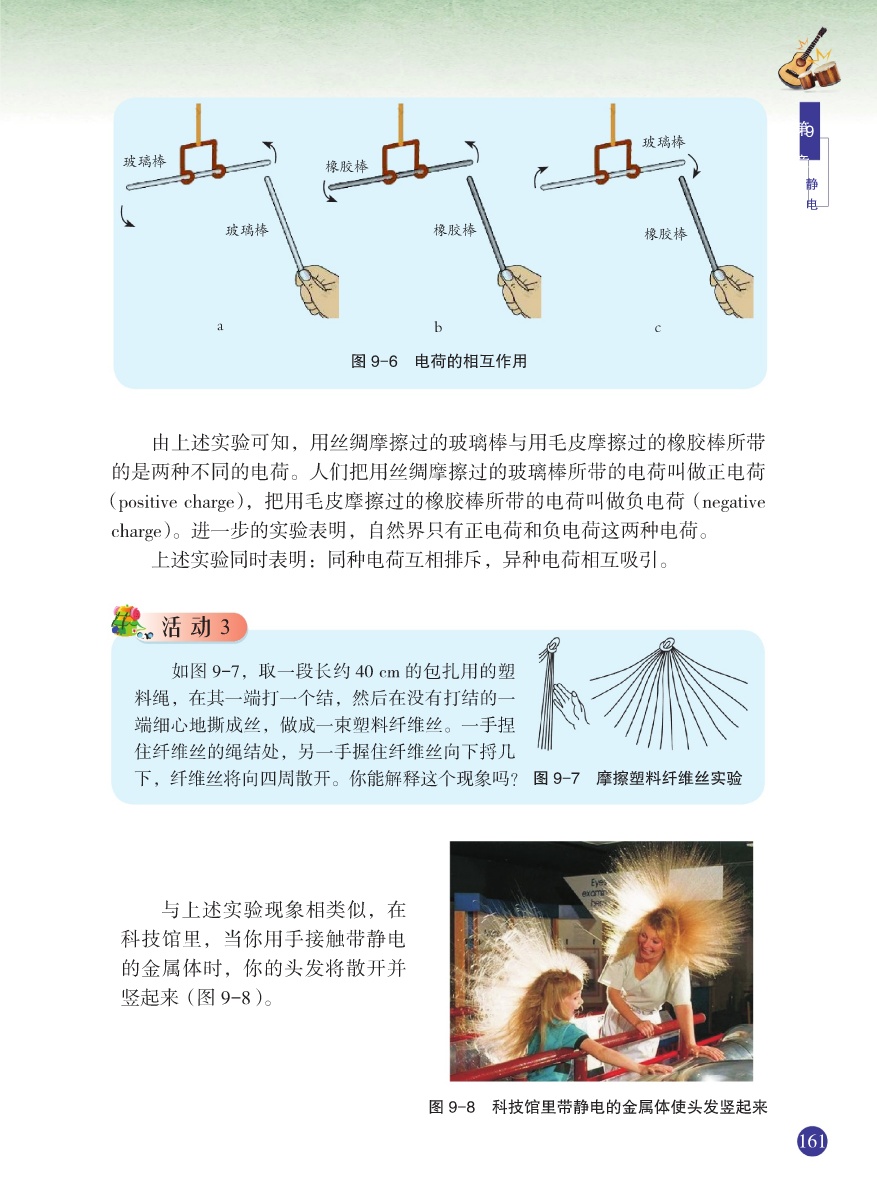 第9章
静电
玻璃棒
玻璃棒
橡胶棒
橡胶棒
玻璃棒
橡胶棒
a
b
c
图 9-6 电荷的相互作用
由上述实验可知，用丝绸摩擦过的玻璃棒与用毛皮摩擦过的橡胶棒所带
的是两种不同的电荷。人们把用丝绸摩擦过的玻璃棒所带的电荷叫做正电荷
（positive charge），把用毛皮摩擦过的橡胶棒所带的电荷叫做负电荷（negative
charge）。进一步的实验表明，自然界只有正电荷和负电荷这两种电荷。
上述实验同时表明：同种电荷互相排斥，异种电荷相互吸引。
活动 3
如图 9-7，取一段长约 40 cm 的包扎用的塑
料绳，在其一端打一个结，然后在没有打结的一
端细心地撕成丝，做成一束塑料纤维丝。一手捏
住纤维丝的绳结处，另一手握住纤维丝向下捋几
下，纤维丝将向四周散开。你能解释这个现象吗？
图 9-7 摩擦塑料纤维丝实验
与上述实验现象相类似，在
科技馆里，当你用手接触带静电
的金属体时，你的头发将散开并
竖起来（图 9-8）。
图 9-8 科技馆里带静电的金属体使头发竖起来
161